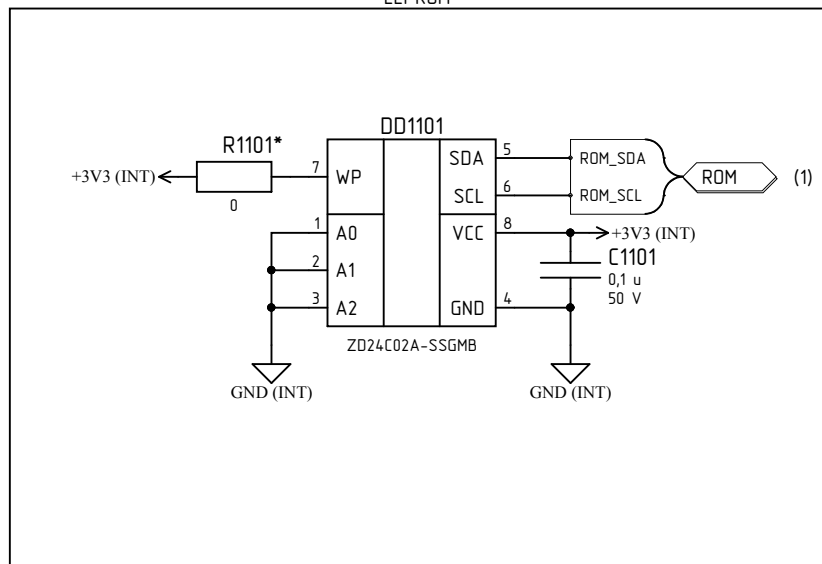 EEPROM
DD1101
R1101*
+3V3 (INT)
0
7 WP
1 A0
2 A1
3 A2
SDA 5
SCL 6
VCC 8
GND 4
ROM_SDA
ROM_SCL
ROM (1)
+3V3 (INT)
C1101
0,1 u
50 V
ZD24C02A-SSGMB
GND (INT)
GND (INT)